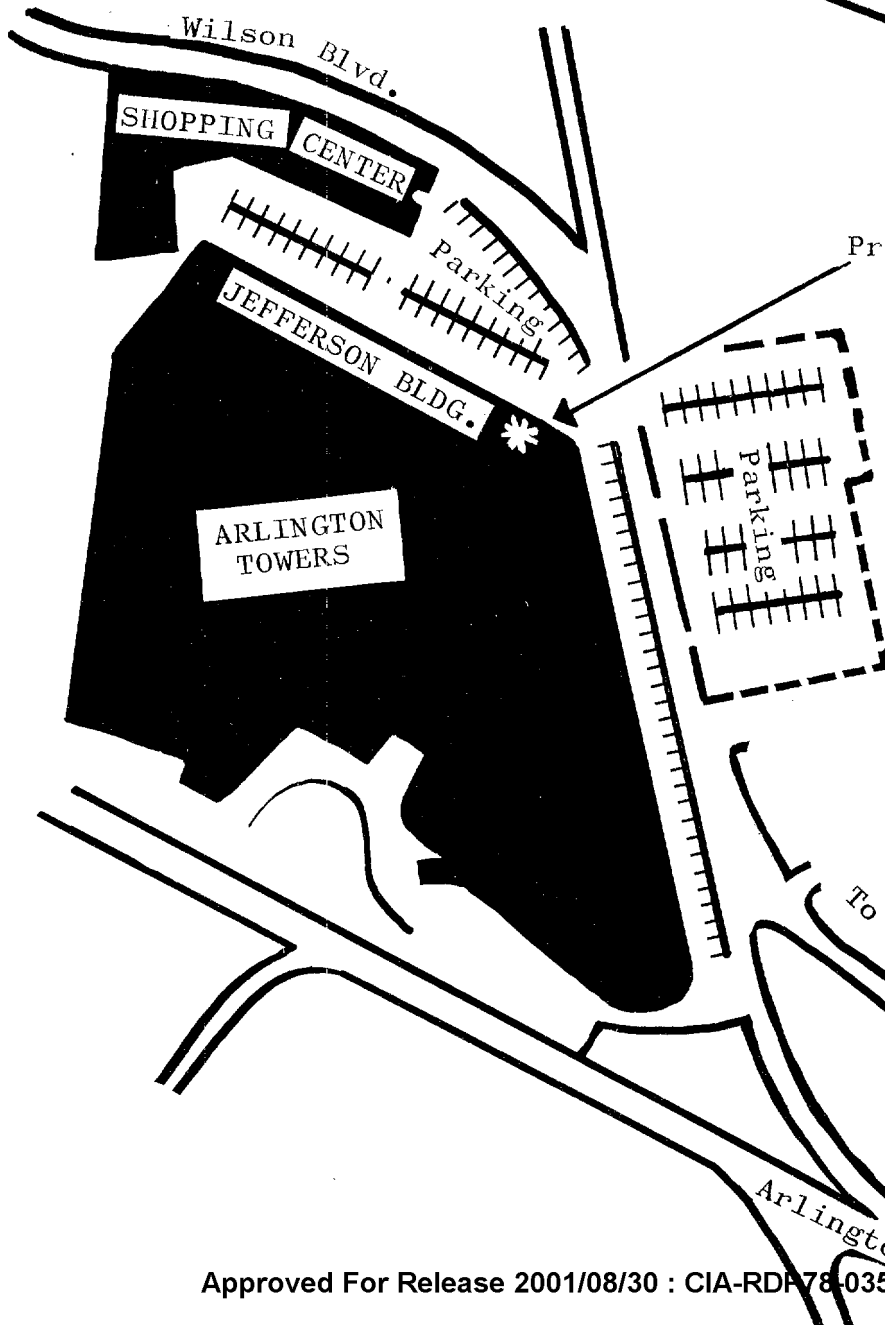 Wilson Blvd.
SHOPPING CENTER
Parking
Pr
JEFFERSON BLDG.
Parking
ARLINGTON
TOWERS
To
Arlingto
Approved For Release 2001/08/30 : CIA-RDP78-035